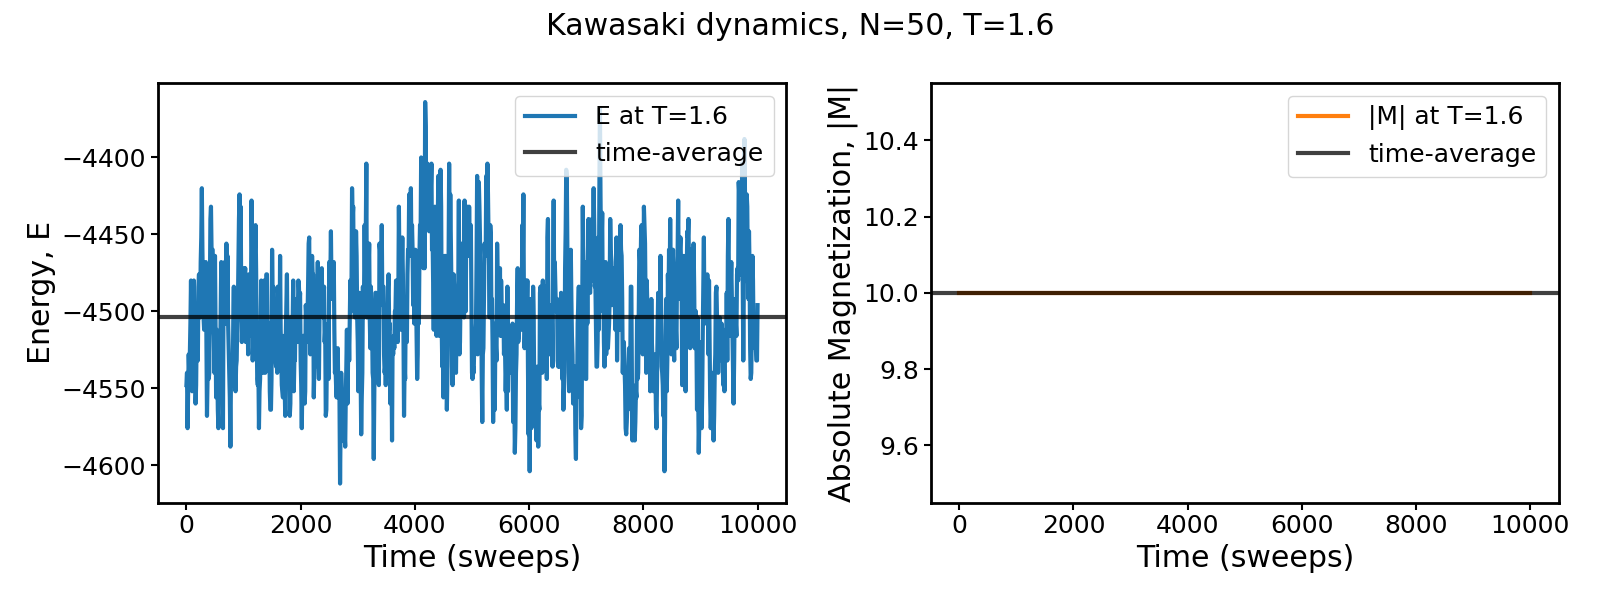 Kawasaki dynamics, N=50, T=1.6
Energy, E
−4400
−4450
−4500
−4550
−4600
E at T=1.6
time-average
0 2000 4000 6000 8000 10000
Time (sweeps)
Absolute Magnetization, |M|
10.4
10.2
10.0
9.8
9.6
|M| at T=1.6
time-average
0 2000 4000 6000 8000 10000
Time (sweeps)